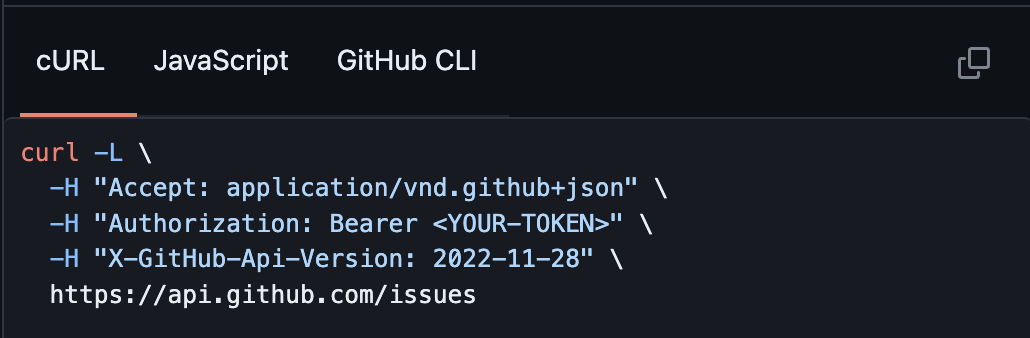 cURL JavaScript GitHub CLI
curl -L \
-H "Accept: application/vnd.github+json" \
-H "Authorization: Bearer <YOUR-TOKEN>" \
-H "X-GitHub-Api-Version: 2022-11-28" \
https://api.github.com/issues